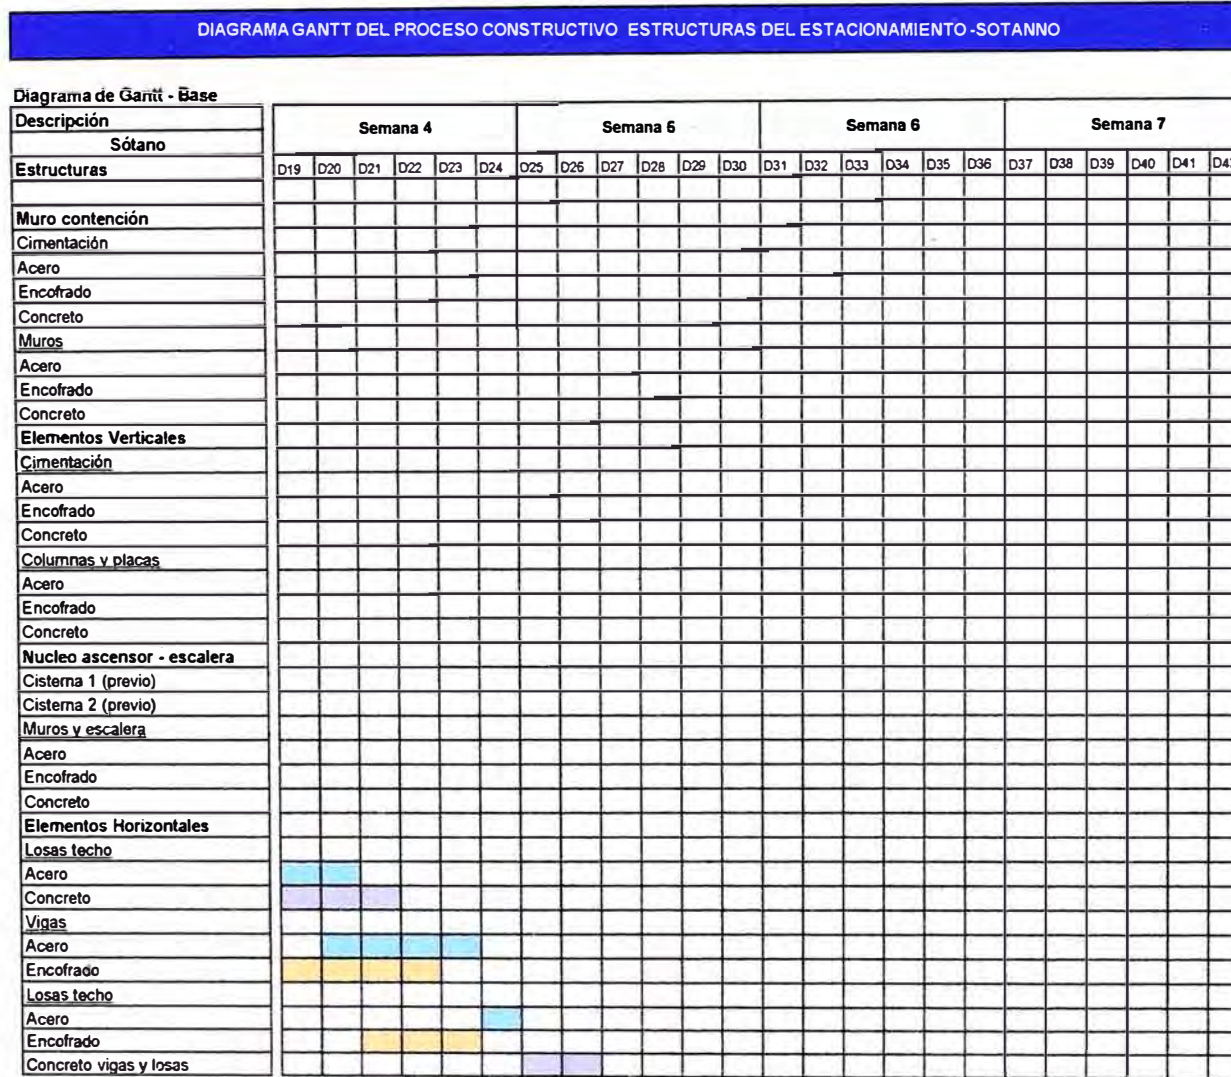 DIAGRAMA GANTT DEL PROCESO CONSTRUCTIVO ESTRUCTURAS DEL ESTACIONAMIENTO -SOTANNO
Diagrama de Gantt - Base
Descripción
Semana 4 Semana 5 Semana 6 Semana 7
Sótano
Estructuras D19 D20 D21 D22 D23 D24 D25 D26 D27 D28 D29 D30 D31 D32 D33 D34 D35 D36 D37 D38 D39 D40 D41
Muro contención
Cimentación
Acero
Encofrado
Concreto
Muros
Acero
Encofrado
Concreto
Elementos Verticales
Cimentación
Acero
Encofrado
Concreto
Columnas y placas
Acero
Encofrado
Concreto
Nucleo ascensor - escalera
Cisterna 1 (previo)
Cisterna 2 (previo)
Muros y escalera
Acero
Encofrado
Concreto
Elementos Horizontales
Losas techo
Acero
Concreto
Vigas
Acero
Encofrado
Losas techo
Acero
Encofrado
Concreto vigas y losas